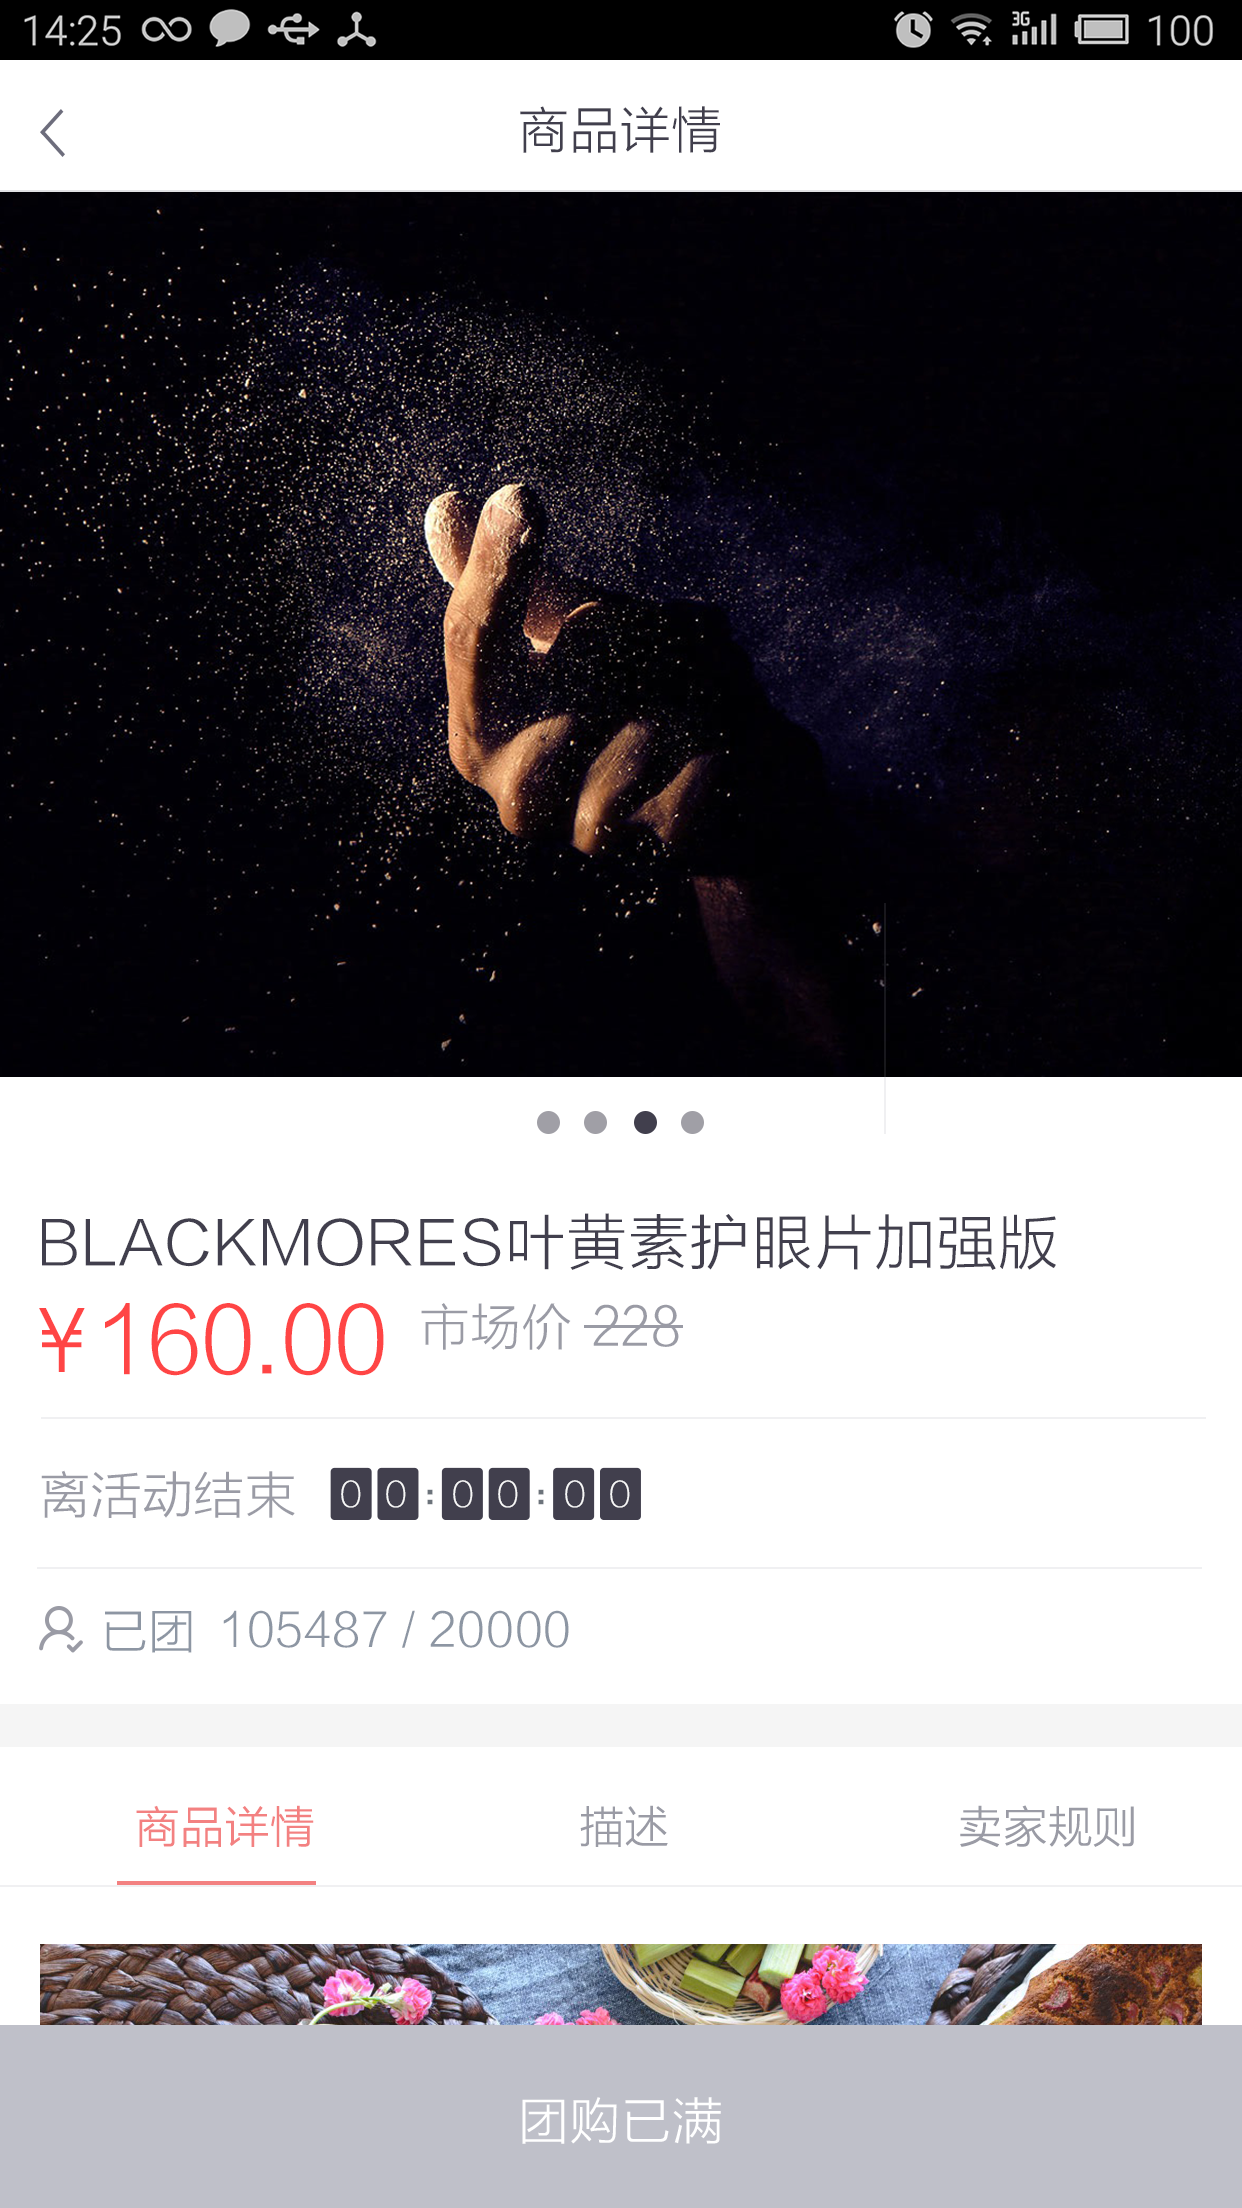 14:25 3G 100
商品详情
BLACKMORES叶黄素护眼片加强版
¥160.00 市场价 228
离活动结束 00:00:00
已团 105487 / 20000
商品详情 描述 卖家规则
团购已满